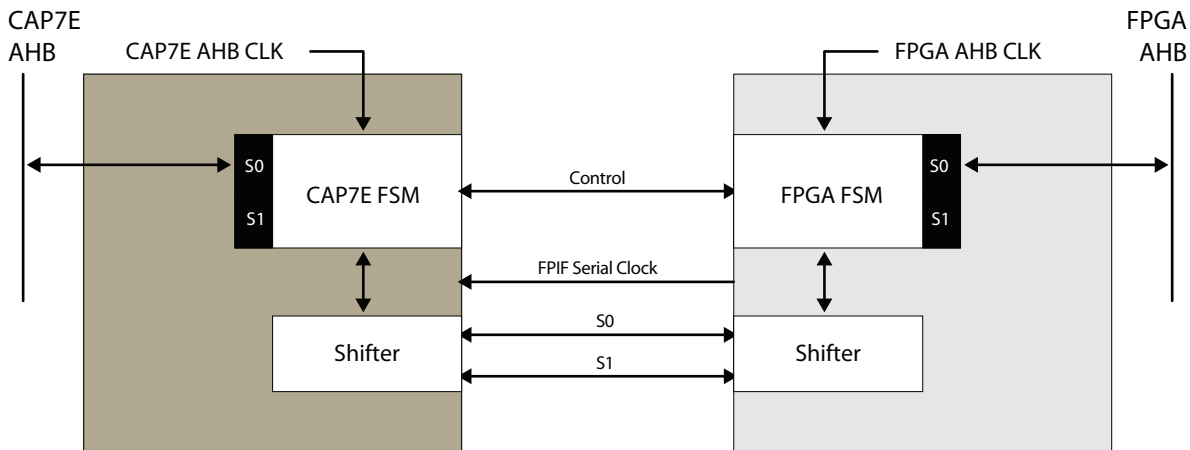 CAP7E
AHB
CAP7E AHB CLK
FPGA AHB CLK
FPGA
AHB
S0
S1
CAP7E FSM
Control
FPGA FSM
S0
S1
FPIF Serial Clock
Shifter
S0
S1
Shifter